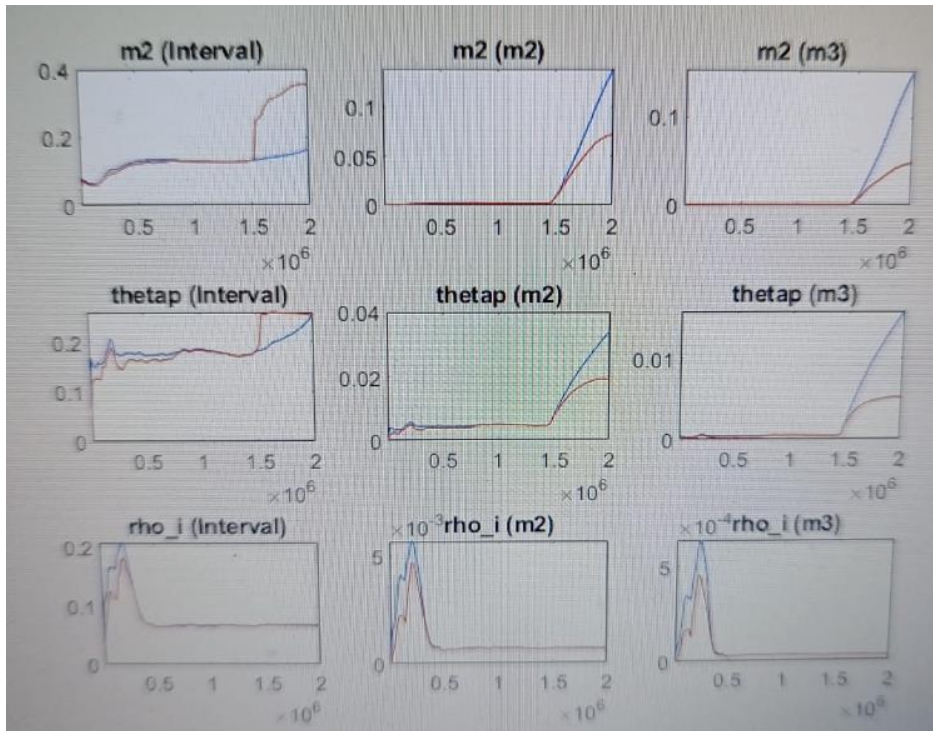 m2 (Interval)
0.4
0.2
0
0.5 1 1.5 2
×10^6
m2 (m2)
0.1
0.05
0
0.5 1 1.5 2
×10^6
m2 (m3)
0.1
0
0.5 1 1.5 2
×10^6
thetap (Interval)
0.2
0.1
0
0.5 1 1.5 2
×10^6
thetap (m2)
0.04
0.02
0
0.5 1 1.5 2
×10^6
thetap (m3)
0.01
0
0.5 1 1.5 2
×10^6
rho_i (Interval)
0.2
0.1
0
0.5 1 1.5 2
×10^6
×10^-3 rho_i (m2)
5
0
0.5 1 1.5 2
×10^6
×10^-4 rho_i (m3)
5
0
0.5 1 1.5 2
×10^6